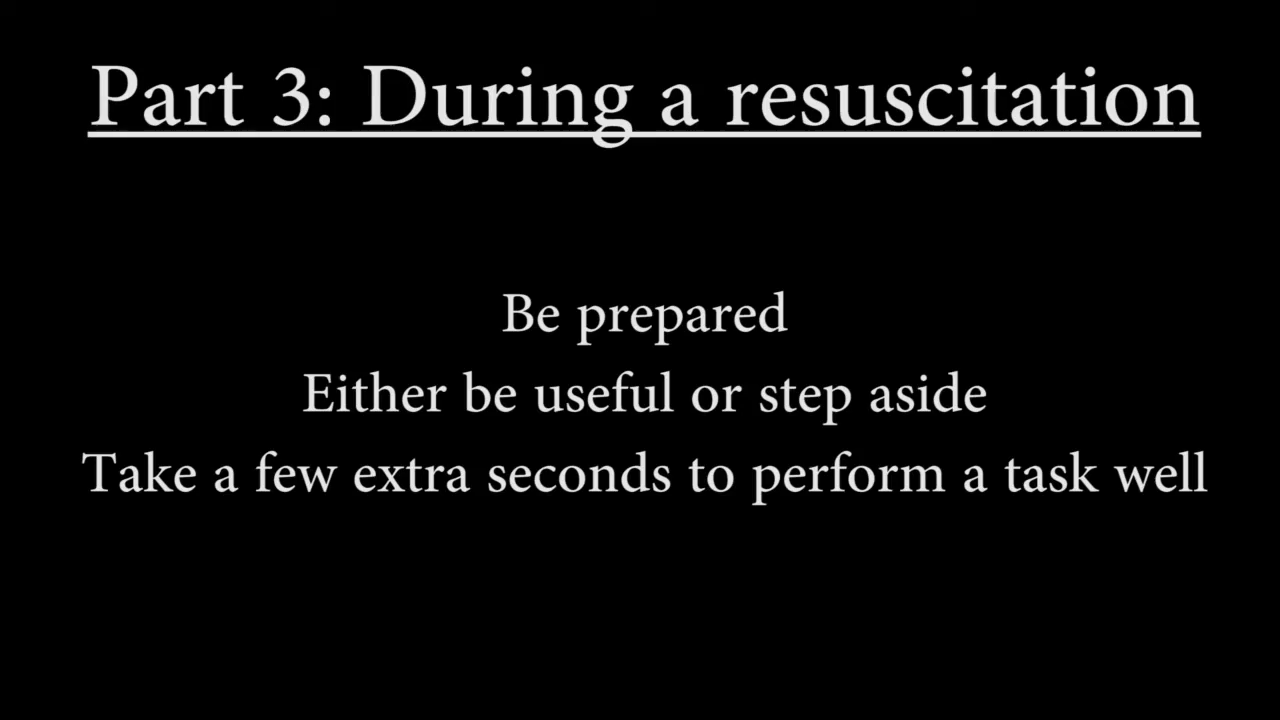 Part 3: During a resuscitation
Be prepared
Either be useful or step aside
Take a few extra seconds to perform a task well